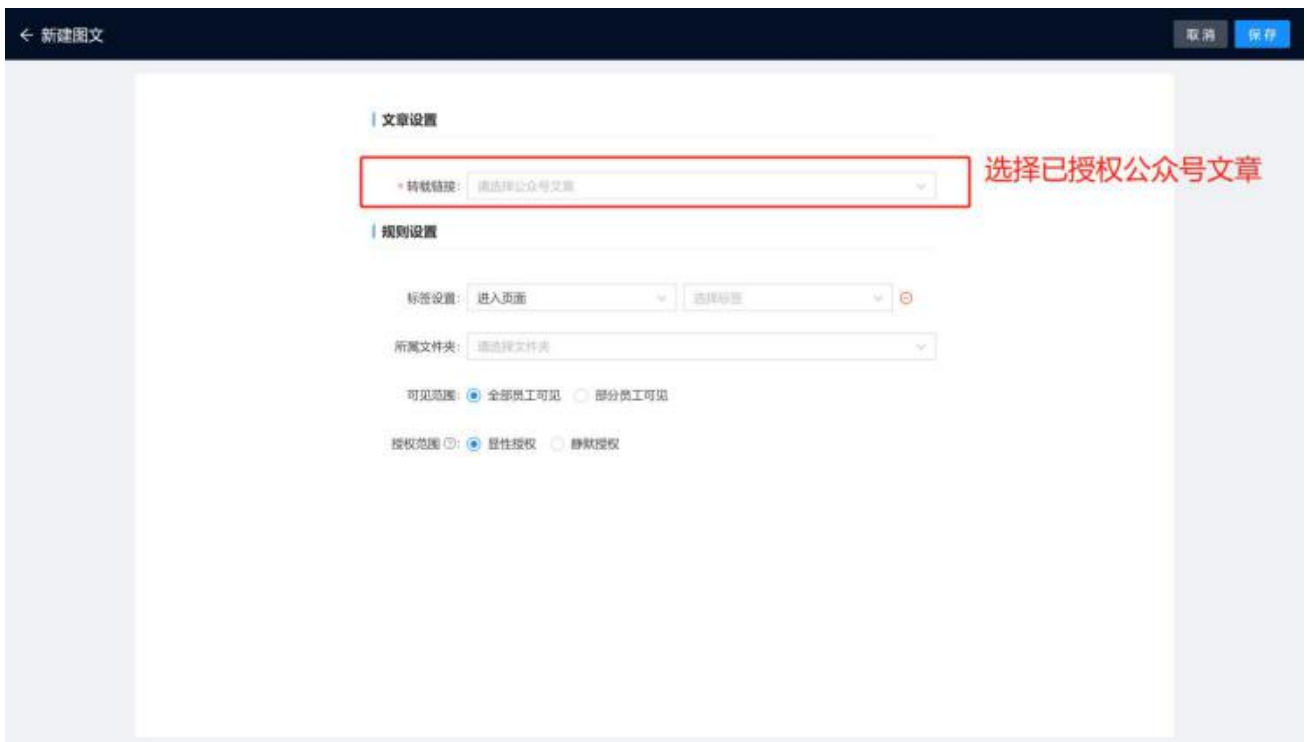 ← 新建图文
取消 保存
文章设置
* 转载链接: 请选择公众号文章
选择已授权公众号文章
规则设置
标签设置: 进入页面 选择标签
所属文件夹: 请选择文件夹
可见范围: 全部员工可见 部分员工可见
授权范围 ?: 显性授权 静默授权